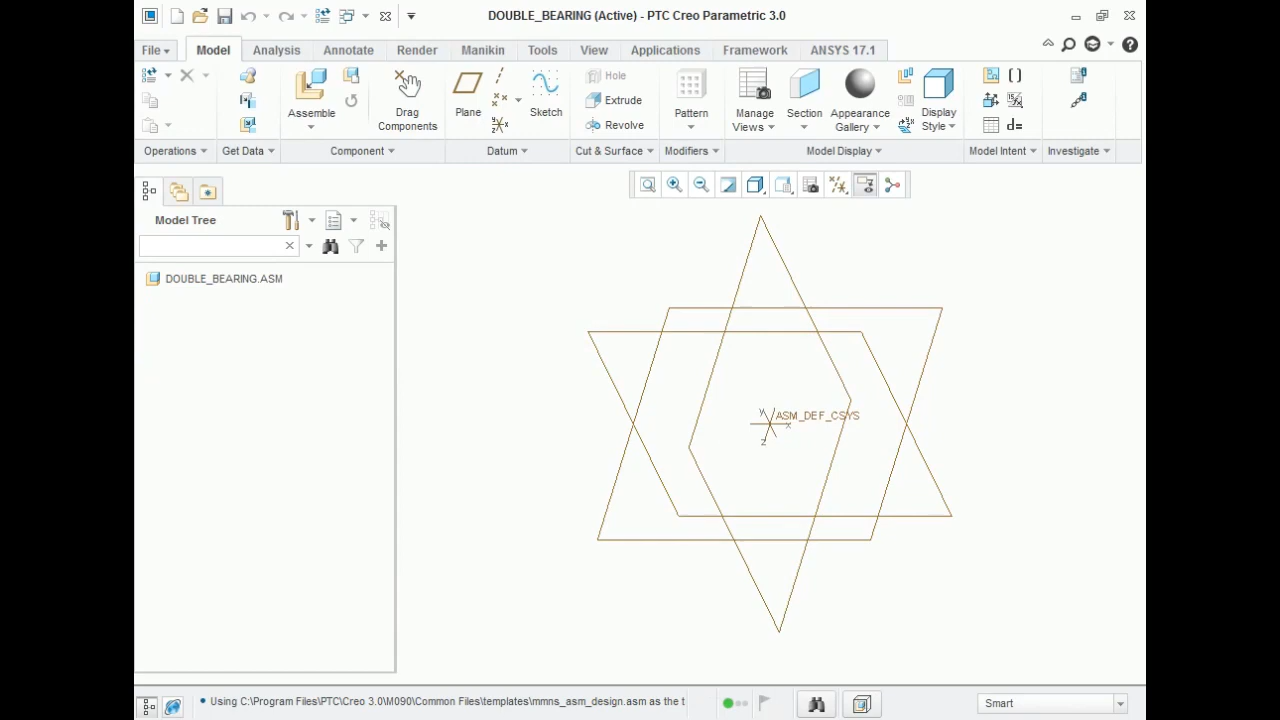 DOUBLE_BEARING (Active) - PTC Creo Parametric 3.0
File Model Analysis Annotate Render Manikin Tools View Applications Framework ANSYS 17.1
Assemble
Drag
Components
Plane
Sketch
Hole
Extrude
Revolve
Pattern
Manage
Views
Section
Appearance
Gallery
Display
Style
d=
Operations Get Data Component Datum Cut & Surface Modifiers Model Display Model Intent Investigate
Model Tree
DOUBLE_BEARING.ASM
y
ASM_DEF_CSYS
x
z
Using C:\Program Files\PTC\Creo 3.0\M090\Common Files\templates\mmns_asm_design.asm as the t
Smart